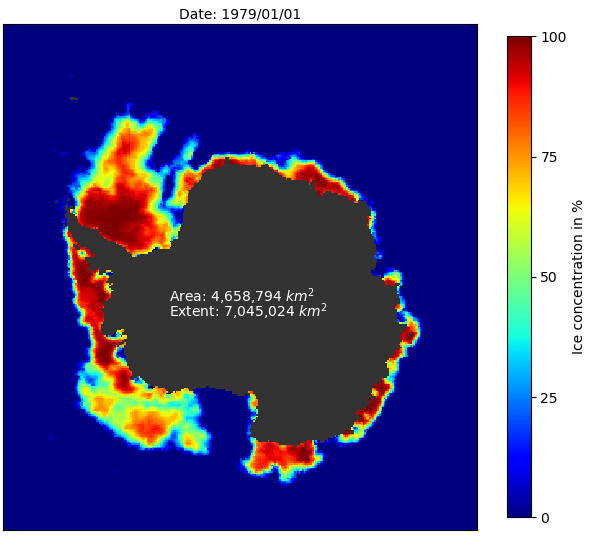 Date: 1979/01/01
100
75
50
25
0
Ice concentration in %
Area: 4,658,794 km²
Extent: 7,045,024 km²